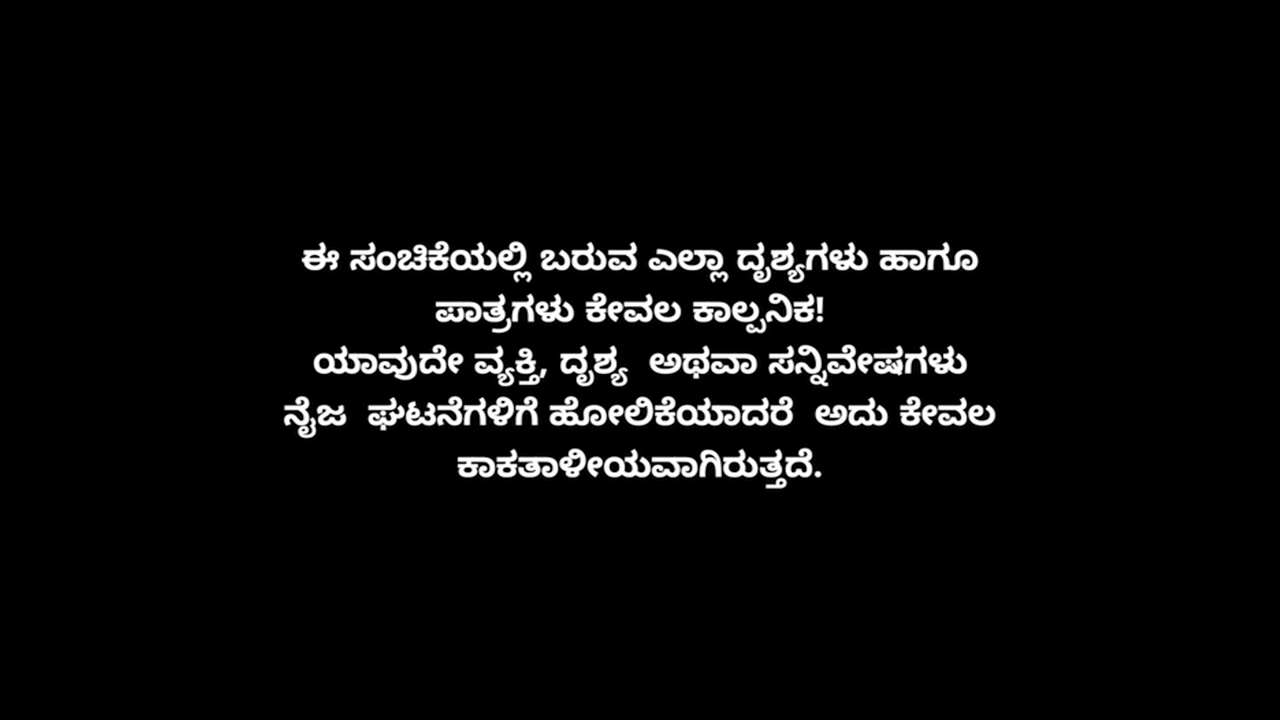 ಈ ಸಂಚಿಕೆಯಲ್ಲಿ ಬರುವ ಎಲ್ಲಾ ದೃಶ್ಯಗಳು ಹಾಗೂ
ಪಾತ್ರಗಳು ಕೇವಲ ಕಾಲ್ಪನಿಕ!
ಯಾವುದೇ ವ್ಯಕ್ತಿ, ದೃಶ್ಯ ಅಥವಾ ಸನ್ನಿವೇಷಗಳು
ನೈಜ ಘಟನೆಗಳಿಗೆ ಹೋಲಿಕೆಯಾದರೆ ಅದು ಕೇವಲ
ಕಾಕತಾಳೀಯವಾಗಿರುತ್ತದೆ.